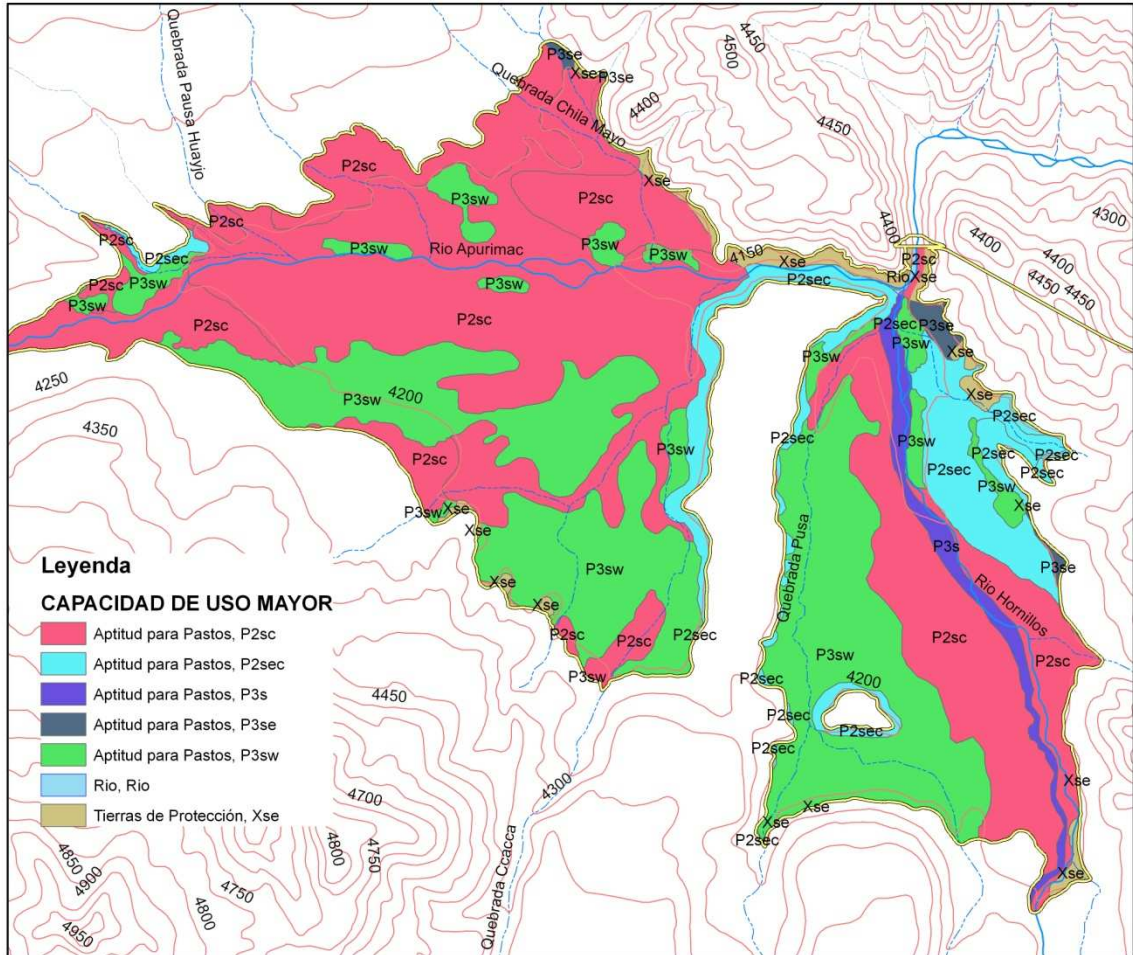 Quebrada Pausa Huayjo
Quebrada Chila Mayo
P3se
Xse
P3se
4450
4500
4400
4450
P2sc
P3sw
P2sc
Xse
4300
P2sc
P2sc
P3sw
Rio Apurimac
P3sw
P3sw
4150
Xse
4400
P2sc
4400
4400
P2sec
P2sec
Rio
Xse
4450
4450
P2sc
P3sw
P3sw
P3sw
P2sc
P2sc
P2sec
P3se
P3sw
Xse
4250
P3sw
4350
4200
P3sw
Xse
P2sec
P2sec
P3sw
P3sw
P2sec
P2sec
P2sec
P2sc
P2sec
P3sw
P3sw
Xse
Xse
Xse
Quebrada Pusa
P3s
P3sw
P3se
Xse
Xse
Rio Hornillos
P2sc
P2sc
P2sec
P3sw
P2sc
P2sc
P3sw
4200
P2sec
4450
P2sec
P2sec
P2sec
4300
Xse
Xse
Xse
P2sec
Xse
4700
4800
4750
4850
4900
4750
4800
4950
Quebrada Ccacca
Leyenda
CAPACIDAD DE USO MAYOR
Aptitud para Pastos, P2sc
Aptitud para Pastos, P2sec
Aptitud para Pastos, P3s
Aptitud para Pastos, P3se
Aptitud para Pastos, P3sw
Rio, Rio
Tierras de Protección, Xse